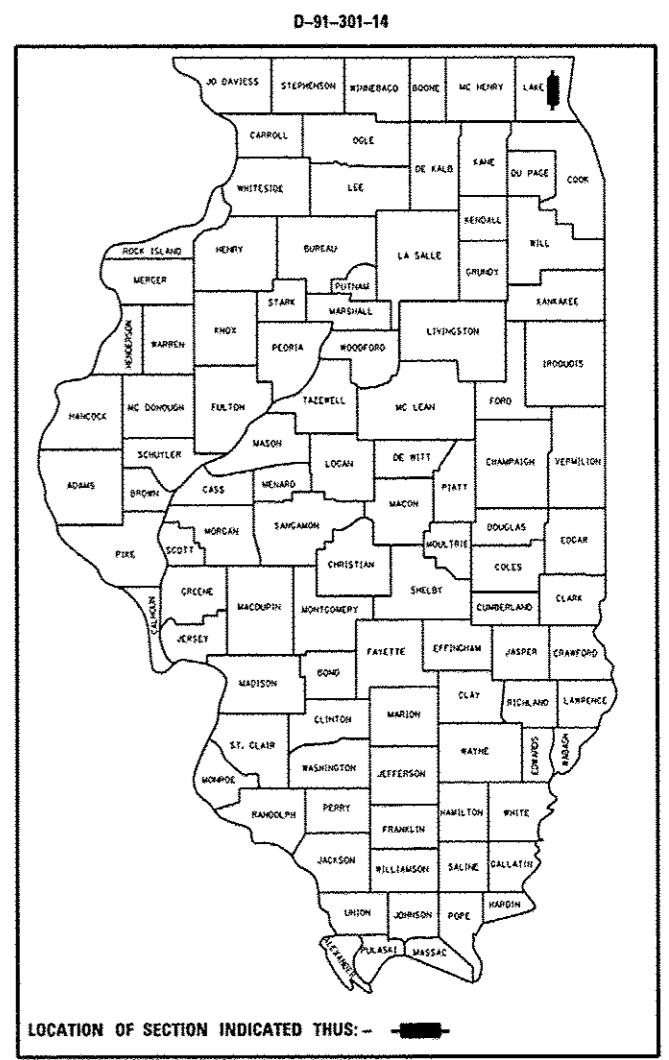 D-91-301-14
JO DAVIESS STEPHENSON WINNEBAGO BOONE MC HENRY LAKE
CARROLL OGLE
DE KALB KANE DU PAGE COOK
WHITESIDE LEE
KENDALL
ROCK ISLAND HENRY BUREAU LA SALLE WILL
GRUNDY
MERCER PUTNAM
STARK MARSHALL KANKAKEE
HENDERSON WARREN KNOX PEORIA WOODFORD LIVINGSTON
IROQUOIS
HANCOCK MC DONOUGH FULTON TAZEWELL MC LEAN FORD
MASON
SCHUYLER LOGAN DE WITT CHAMPAIGN VERMILION
ADAMS BROWN CASS MENARD PIATT
MACON
MORGAN SANGAMON DOUGLAS
PIKE SCOTT CHRISTIAN MOULTRIE EDGAR
COLES
CALHOUN GREENE MACOUPIN MONTGOMERY SHELBY CLARK
CUMBERLAND
JERSEY
FAYETTE EFFINGHAM JASPER CRAWFORD
MADISON BOND
CLAY RICHLAND LAWRENCE
CLINTON MARION
ST. CLAIR WAYNE EDWARDS WABASH
WASHINGTON JEFFERSON
MONROE
RANDOLPH PERRY HAMILTON WHITE
FRANKLIN
JACKSON WILLIAMSON SALINE GALLATIN
UNION JOHNSON POPE HARDIN
ALEXANDER PULASKI MASSAC
LOCATION OF SECTION INDICATED THUS: -